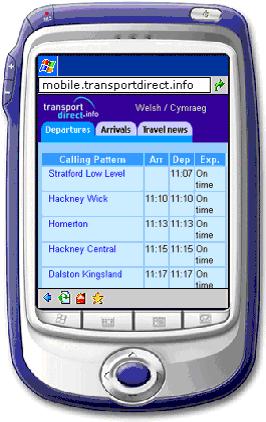 mobile.transportdirect.info
transport
direct.info
Welsh / Cymraeg
Departures Arrivals Travel news
Calling Pattern Arr Dep Exp.
Stratford Low Level 11:07 On
time
Hackney Wick 11:10 11:10 On
time
Homerton 11:13 11:13 On
time
Hackney Central 11:15 11:15 On
time
Dalston Kingsland 11:17 11:17 On
time